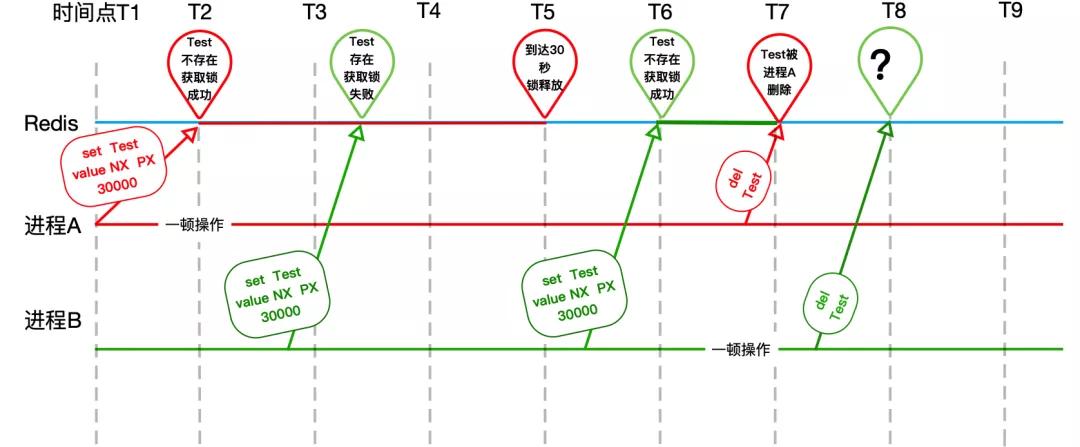 时间点T1 T2 T3 T4 T5 T6 T7 T8 T9
Test
不存在
获取锁
成功
Test
存在
获取锁
失败
到达30
秒
锁释放
Test
不存在
获取锁
成功
Test被
进程A
删除
?
Redis
set Test
value NX PX
30000
del
Test
进程A
一顿操作
set Test
value NX PX
30000
set Test
value NX PX
30000
del
Test
进程B
一顿操作